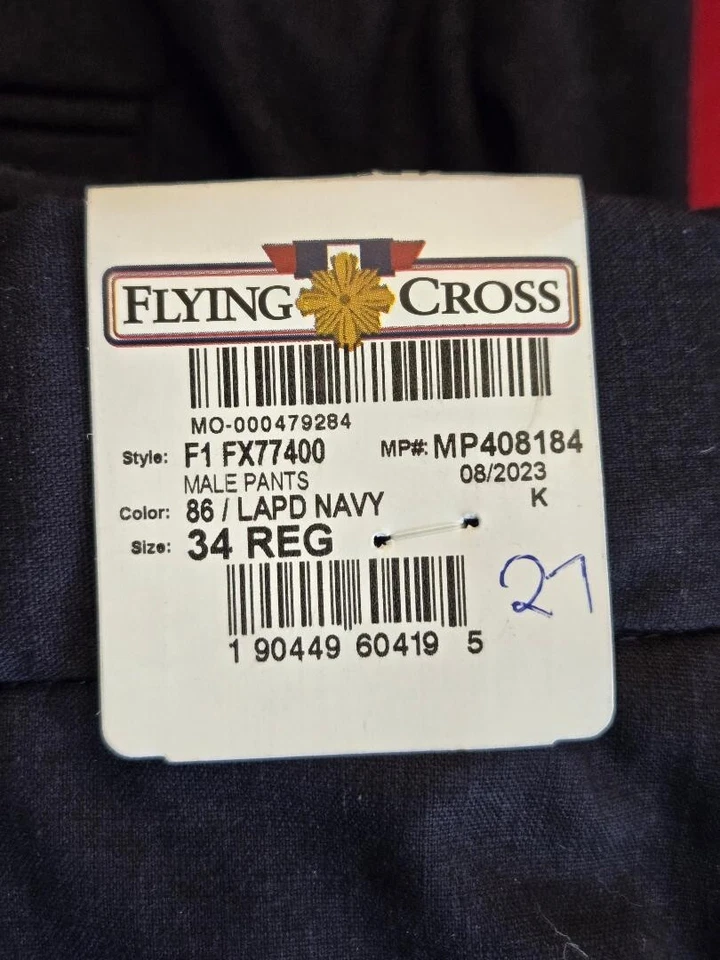 FLYING CROSS
MO-000479284
Style: F1 FX77400 MP#: MP408184
MALE PANTS 08/2023
Color: 86 / LAPD NAVY K
Size: 34 REG
27
1 90449 60419 5